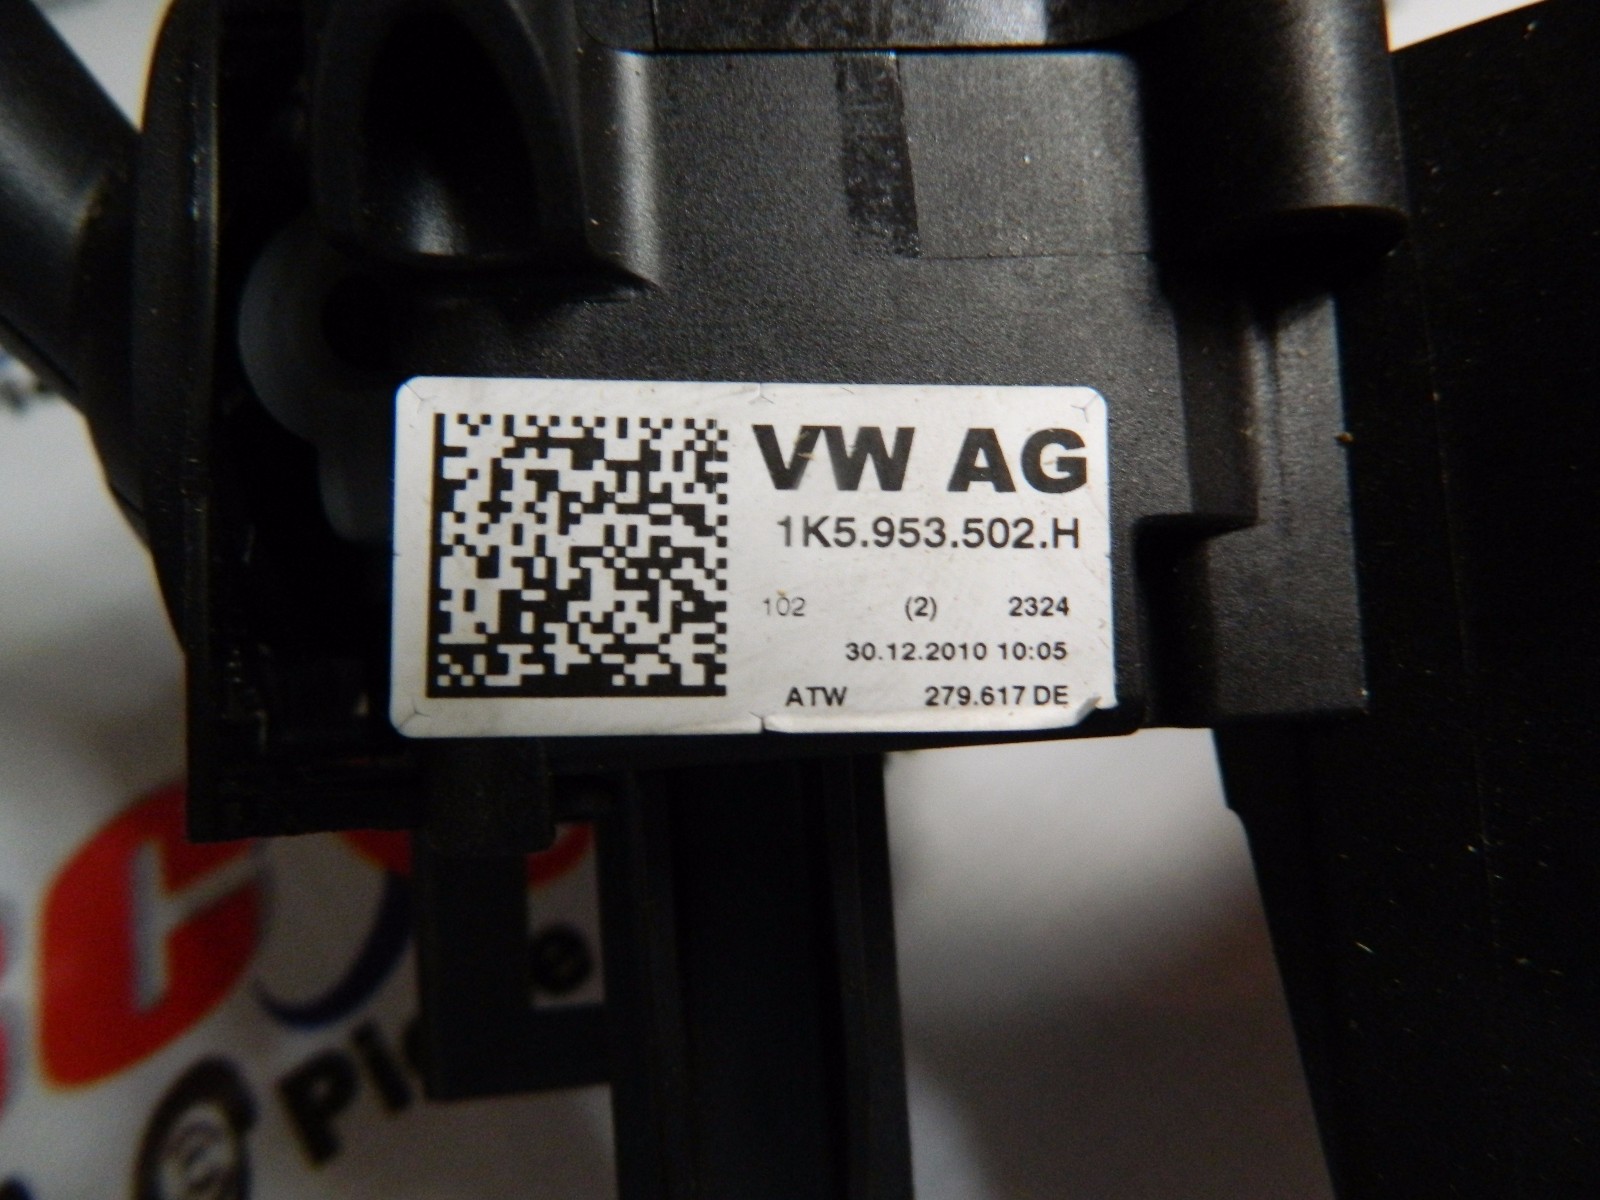 VW AG
1K5.953.502.H
102 (2) 2324
30.12.2010 10:05
ATW 279.617 DE